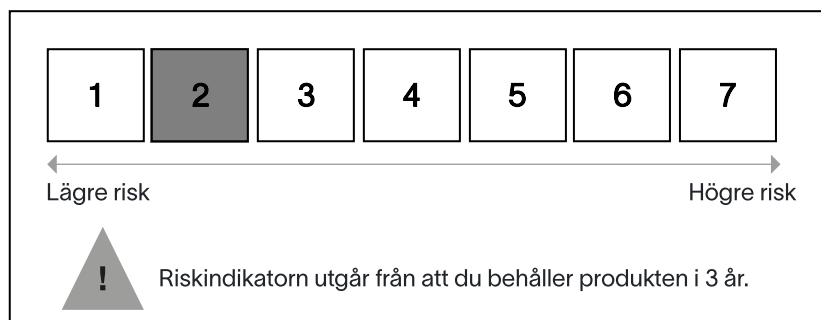 1 2 3 4 5 6 7
Lägre risk Högre risk
! Riskindikatorn utgår från att du behåller produkten i 3 år.